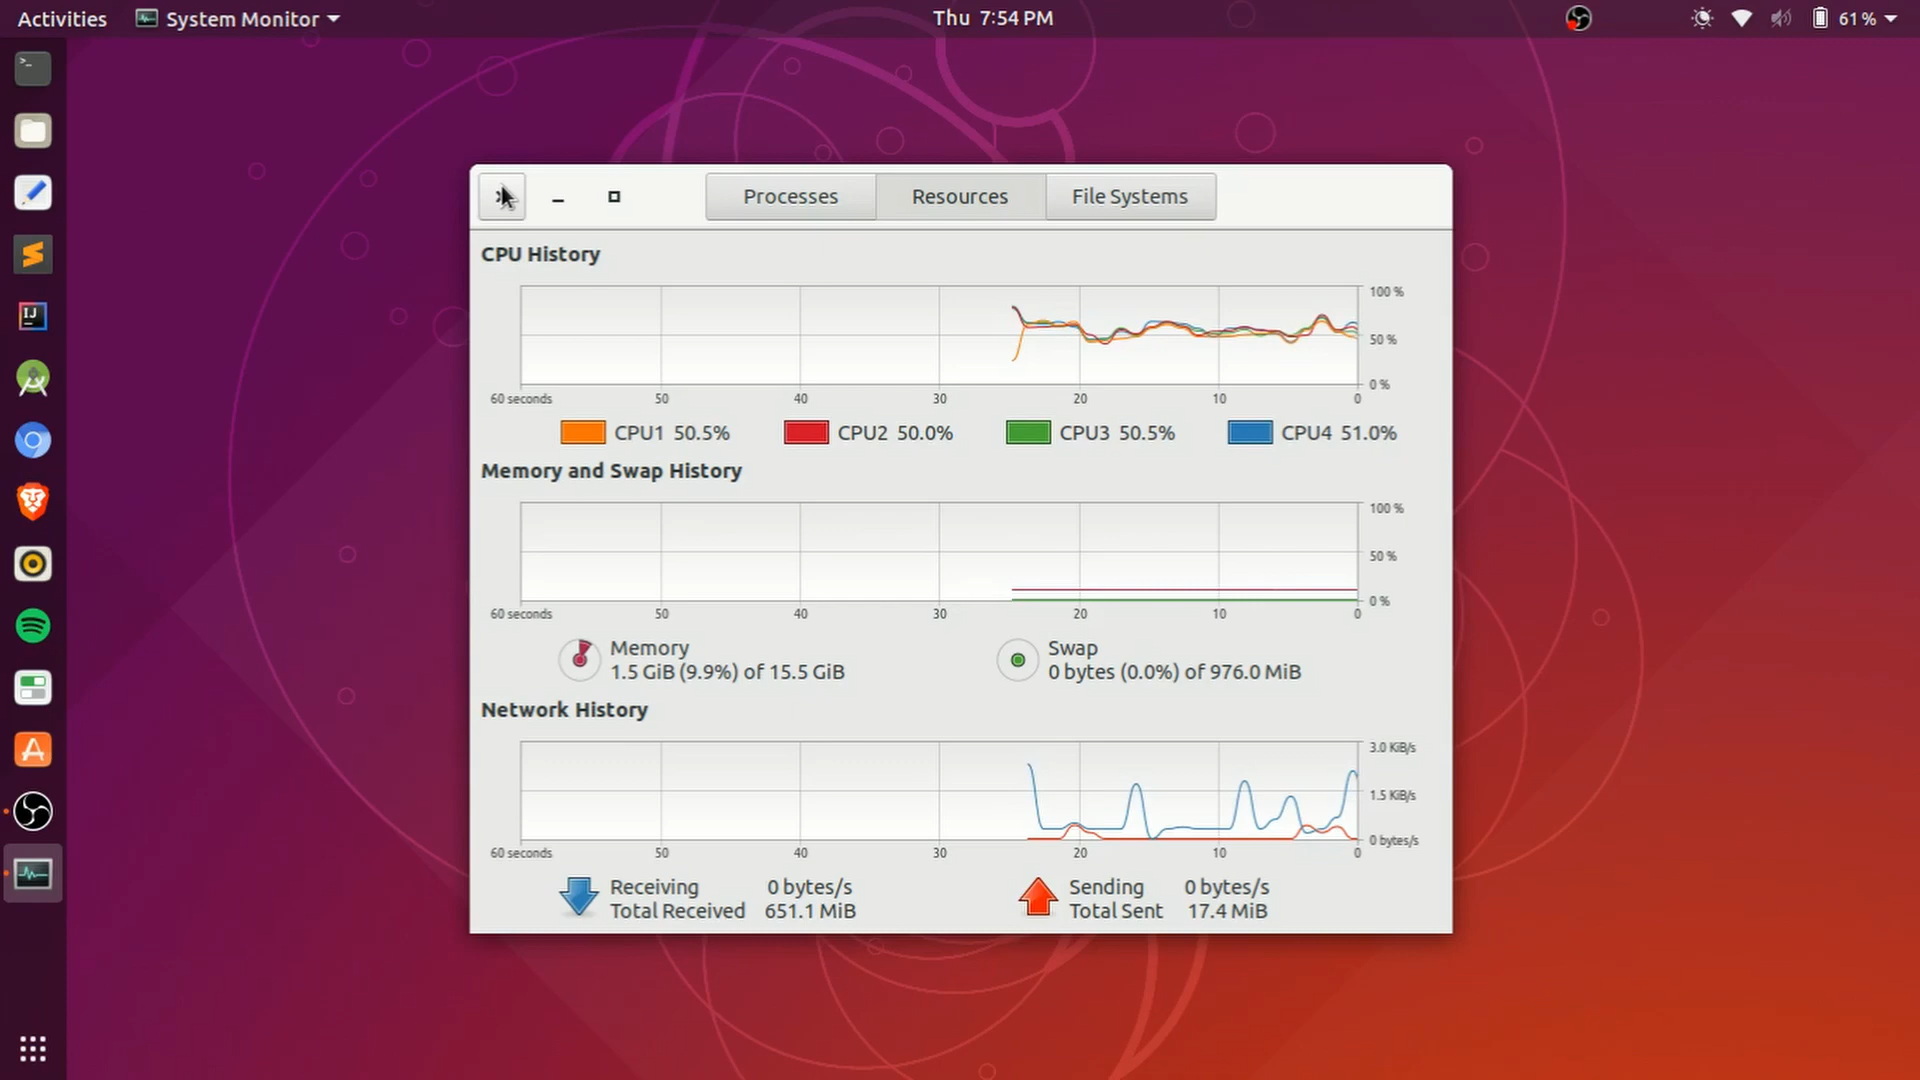 Activities
System Monitor
Thu 7:54 PM
61 %
>_
IJ
Processes
Resources
File Systems
CPU History
100 %
50 %
0 %
60 seconds 50 40 30 20 10 0
CPU1 50.5%
CPU2 50.0%
CPU3 50.5%
CPU4 51.0%
Memory and Swap History
100 %
50 %
0 %
60 seconds 50 40 30 20 10 0
Memory
1.5 GiB (9.9%) of 15.5 GiB
Swap
0 bytes (0.0%) of 976.0 MiB
Network History
3.0 KiB/s
1.5 KiB/s
0 bytes/s
60 seconds 50 40 30 20 10 0
Receiving 0 bytes/s
Total Received 651.1 MiB
Sending 0 bytes/s
Total Sent 17.4 MiB